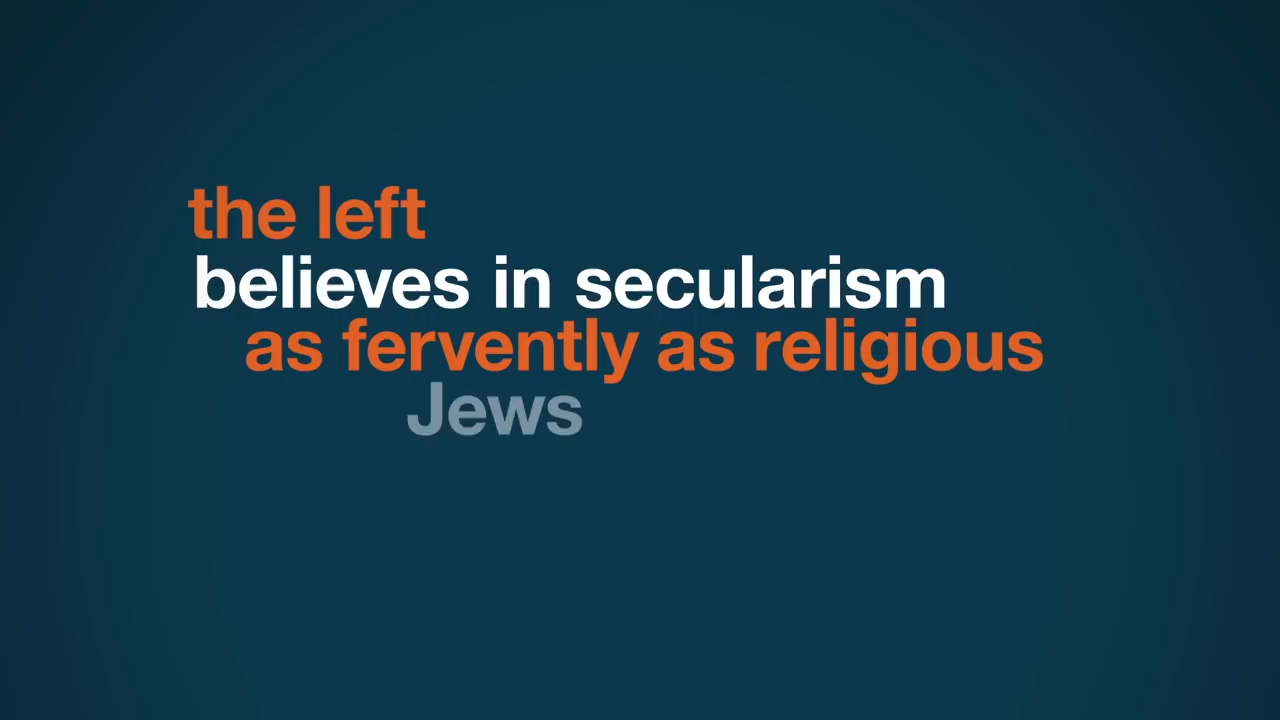 the left
believes in secularism
as fervently as religious
Jews